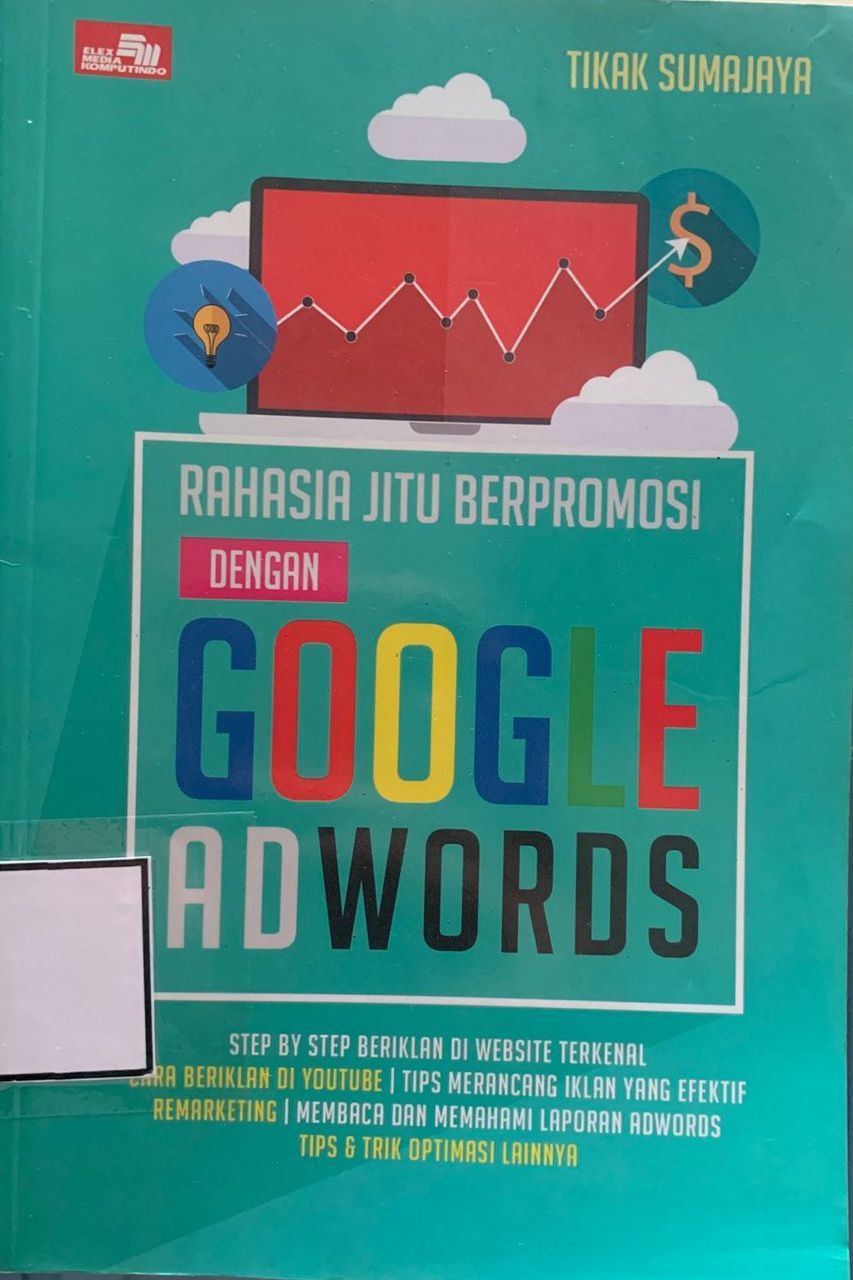 ELEX
MEDIA
KOMPUTINDO
TIKAK SUMAJAYA
$
RAHASIA JITU BERPROMOSI
DENGAN
GOOGLE
ADWORDS
STEP BY STEP BERIKLAN DI WEBSITE TERKENAL
CARA BERIKLAN DI YOUTUBE | TIPS MERANCANG IKLAN YANG EFEKTIF
REMARKETING | MEMBACA DAN MEMAHAMI LAPORAN ADWORDS
TIPS & TRIK OPTIMASI LAINNYA